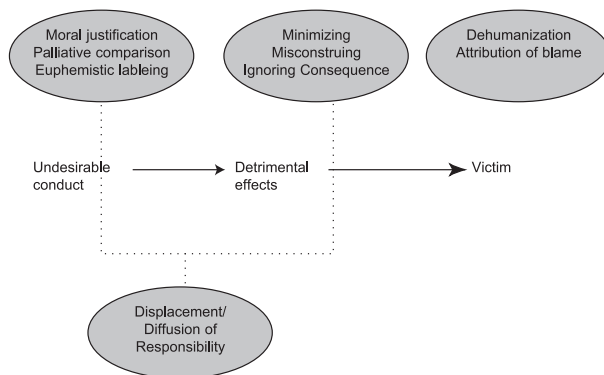 Moral justification
Palliative comparison
Euphemistic lableing
Minimizing
Misconstruing
Ignoring Consequence
Dehumanization
Attribution of blame
Undesirable
conduct
Detrimental
effects
Victim
Displacement/
Diffusion of
Responsibility